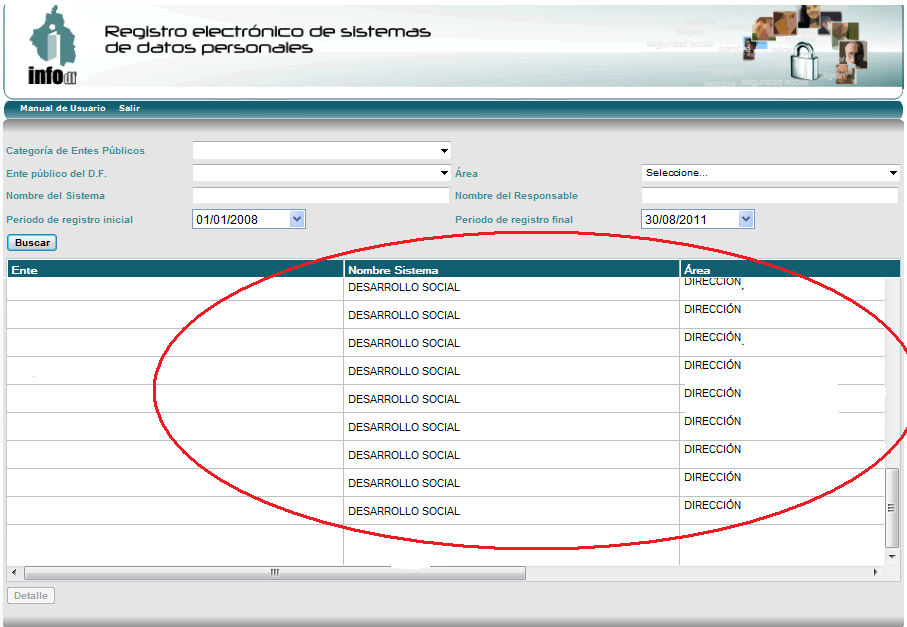 Registro electrónico de sistemas
de datos personales
infodf
religión
seguridad social
nombre
religión
nombre seguridad social
Manual de Usuario Salir
Categoría de Entes Públicos
Ente público del D.F. Área Seleccione...
Nombre del Sistema Nombre del Responsable
Periodo de registro inicial 01/01/2008 Periodo de registro final 30/08/2011
Buscar
Ente Nombre Sistema Área
DESARROLLO SOCIAL DIRECCIÓN
DESARROLLO SOCIAL DIRECCIÓN
DESARROLLO SOCIAL DIRECCIÓN
DESARROLLO SOCIAL DIRECCIÓN
DESARROLLO SOCIAL DIRECCIÓN
DESARROLLO SOCIAL DIRECCIÓN
DESARROLLO SOCIAL DIRECCIÓN
DESARROLLO SOCIAL DIRECCIÓN
DESARROLLO SOCIAL DIRECCIÓN
Detalle